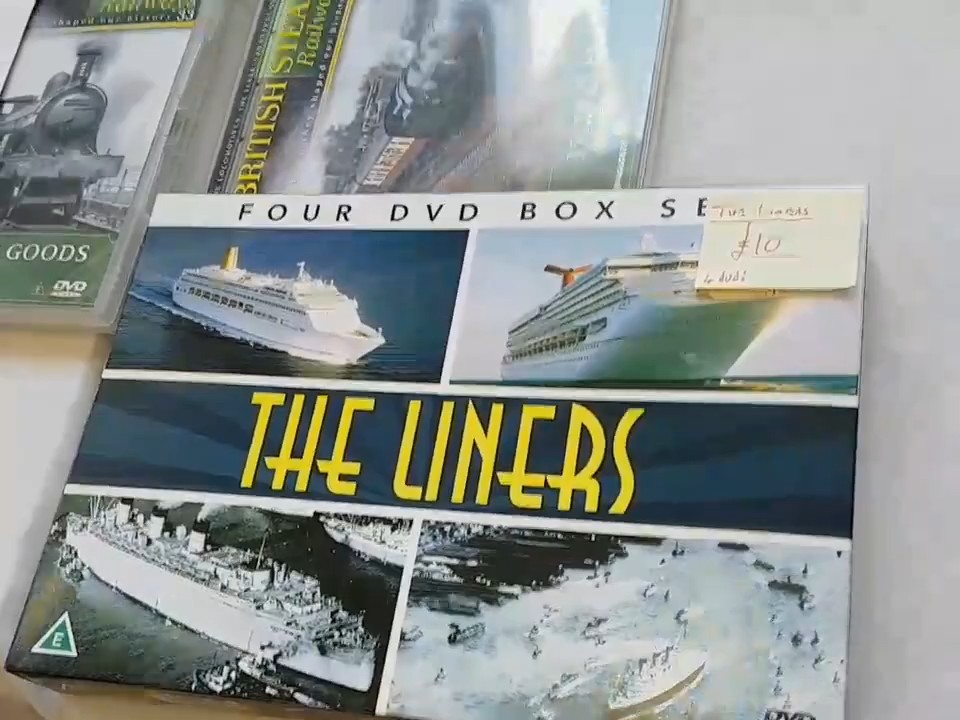 shaped our history
GOODS
DVD
BRITISH STEAM
Railways
FOUR DVD BOX SE
THE LINERS
£10
4 dvds
THE LINERS
E
DVD